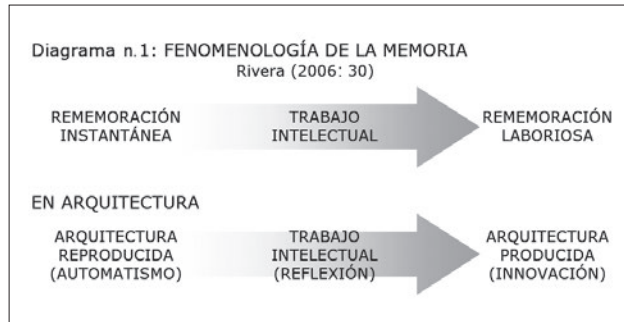 Diagrama n.1: FENOMENOLOGÍA DE LA MEMORIA
Rivera (2006: 30)
REMEMORACIÓN
INSTANTÁNEA
TRABAJO
INTELECTUAL
REMEMORACIÓN
LABORIOSA
EN ARQUITECTURA
ARQUITECTURA
REPRODUCIDA
(AUTOMATISMO)
TRABAJO
INTELECTUAL
(REFLEXIÓN)
ARQUITECTURA
PRODUCIDA
(INNOVACIÓN)